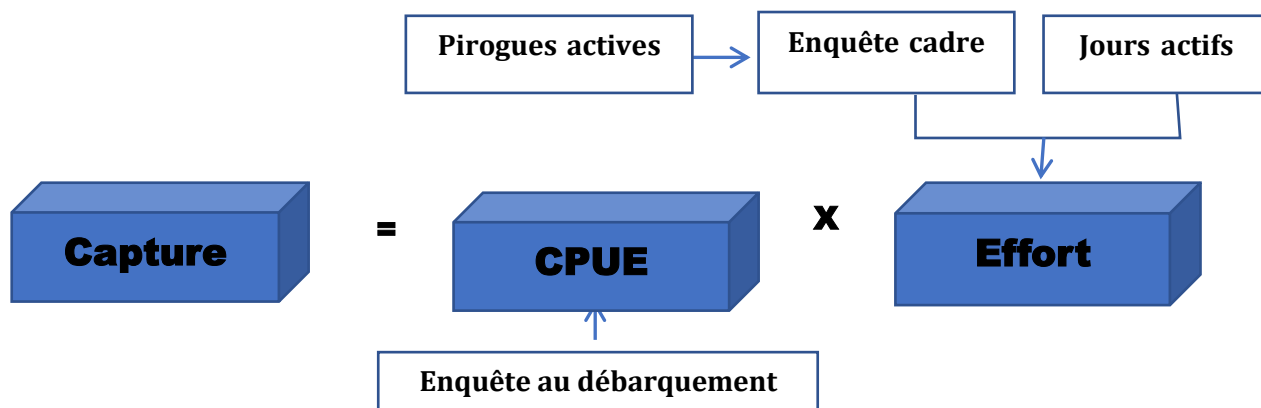 Pirogues actives
Enquête cadre
Jours actifs
Capture
=
CPUE
X
Effort
Enquête au débarquement